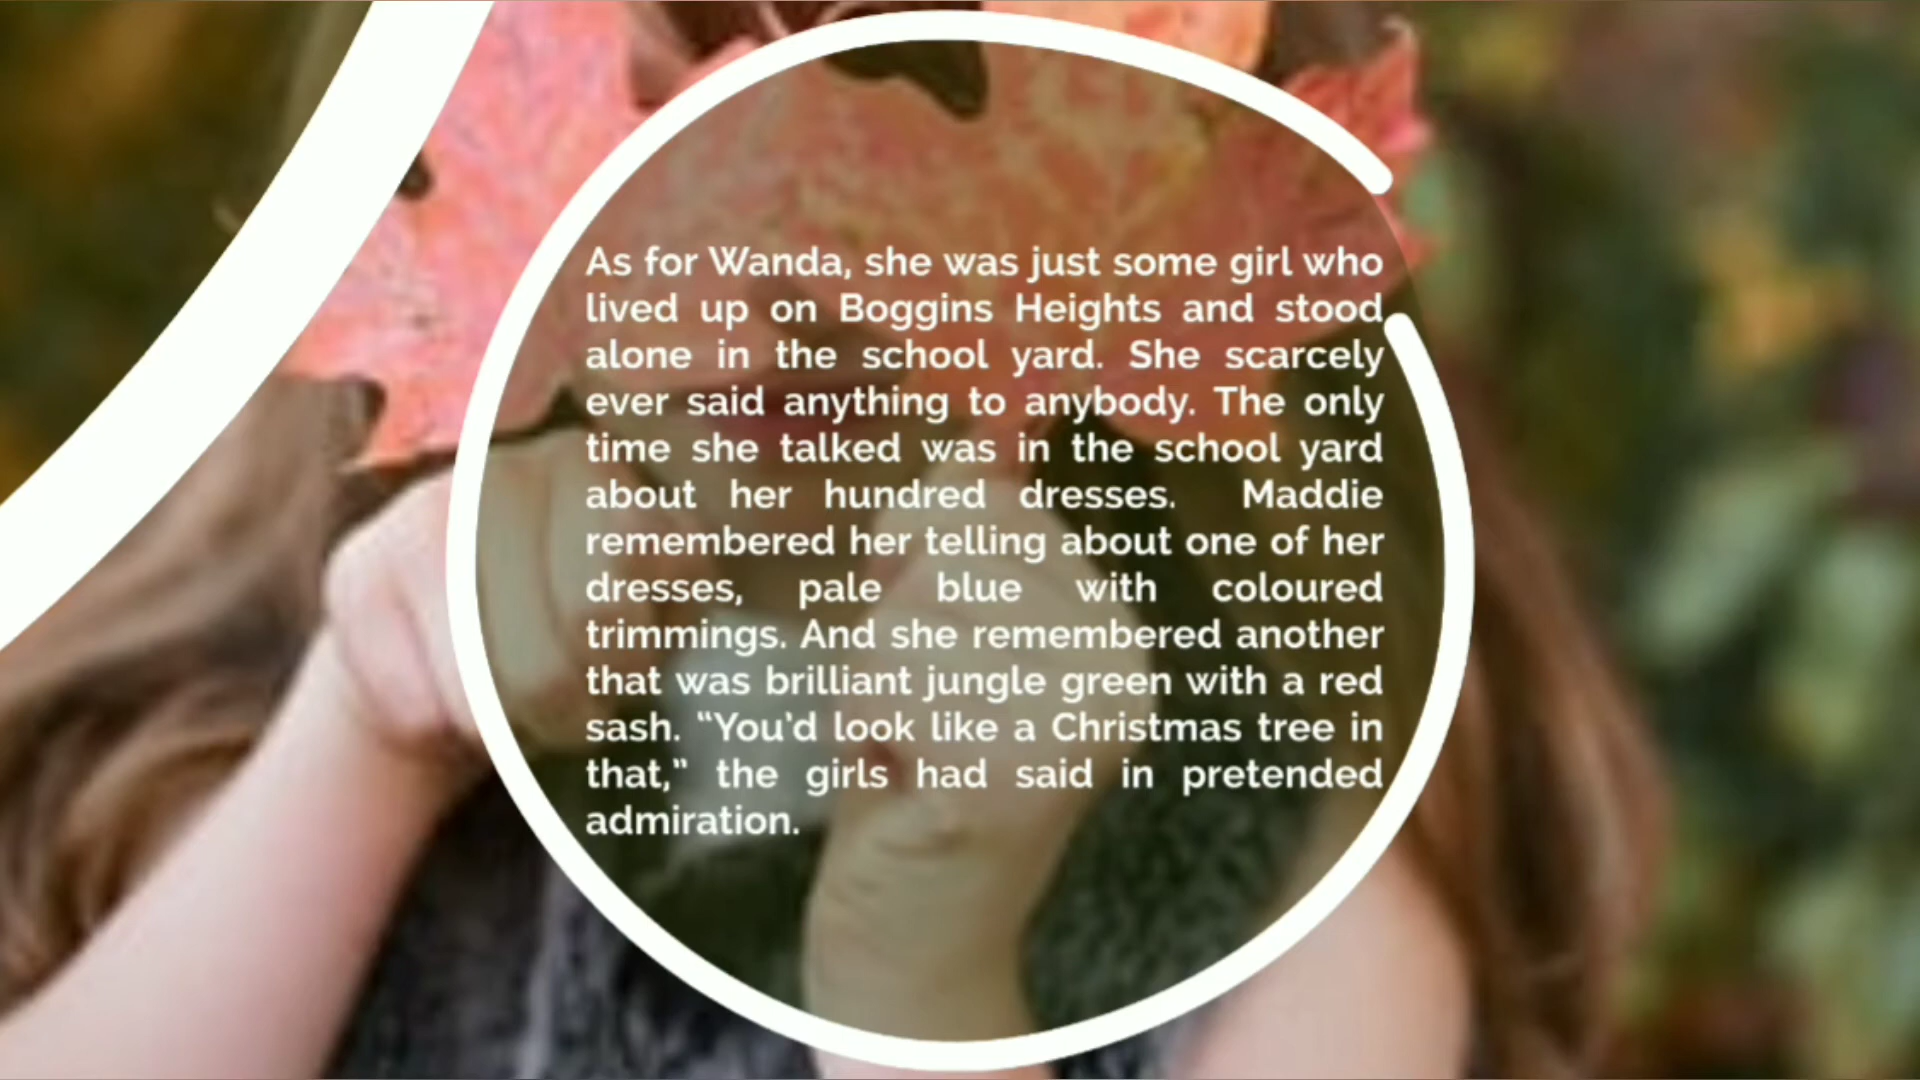 As for Wanda, she was just some girl who
lived up on Boggins Heights and stood
alone in the school yard. She scarcely
ever said anything to anybody. The only
time she talked was in the school yard
about her hundred dresses. Maddie
remembered her telling about one of her
dresses, pale blue with coloured
trimmings. And she remembered another
that was brilliant jungle green with a red
sash. “You’d look like a Christmas tree in
that,” the girls had said in pretended
admiration.